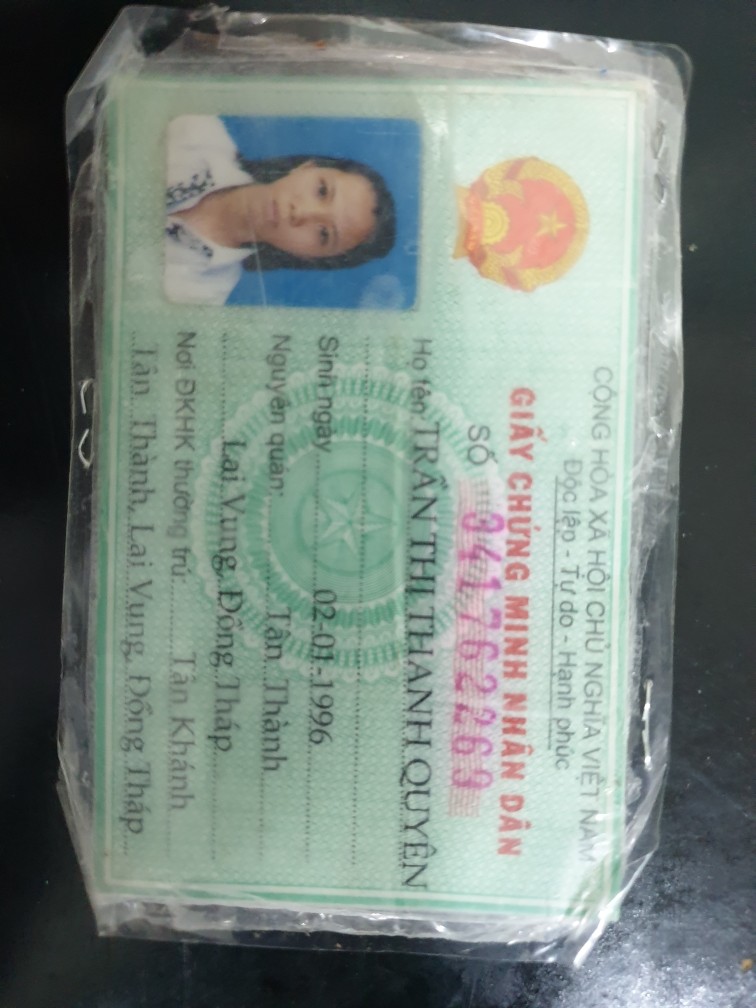 CỘNG HÒA XÃ HỘI CHỦ NGHĨA VIỆT NAM
Độc lập - Tự do - Hạnh phúc
GIẤY CHỨNG MINH NHÂN DÂN
SỐ 341762263
Họ tên TRẦN THỊ THANH QUYÊN
Sinh ngày 02-01-1996
Nguyên quán: Tân Thành
Lai Vung, Đồng Tháp
Nơi ĐKHK thường trú Tân Khánh
Tân Thành, Lai Vung, Đồng Tháp